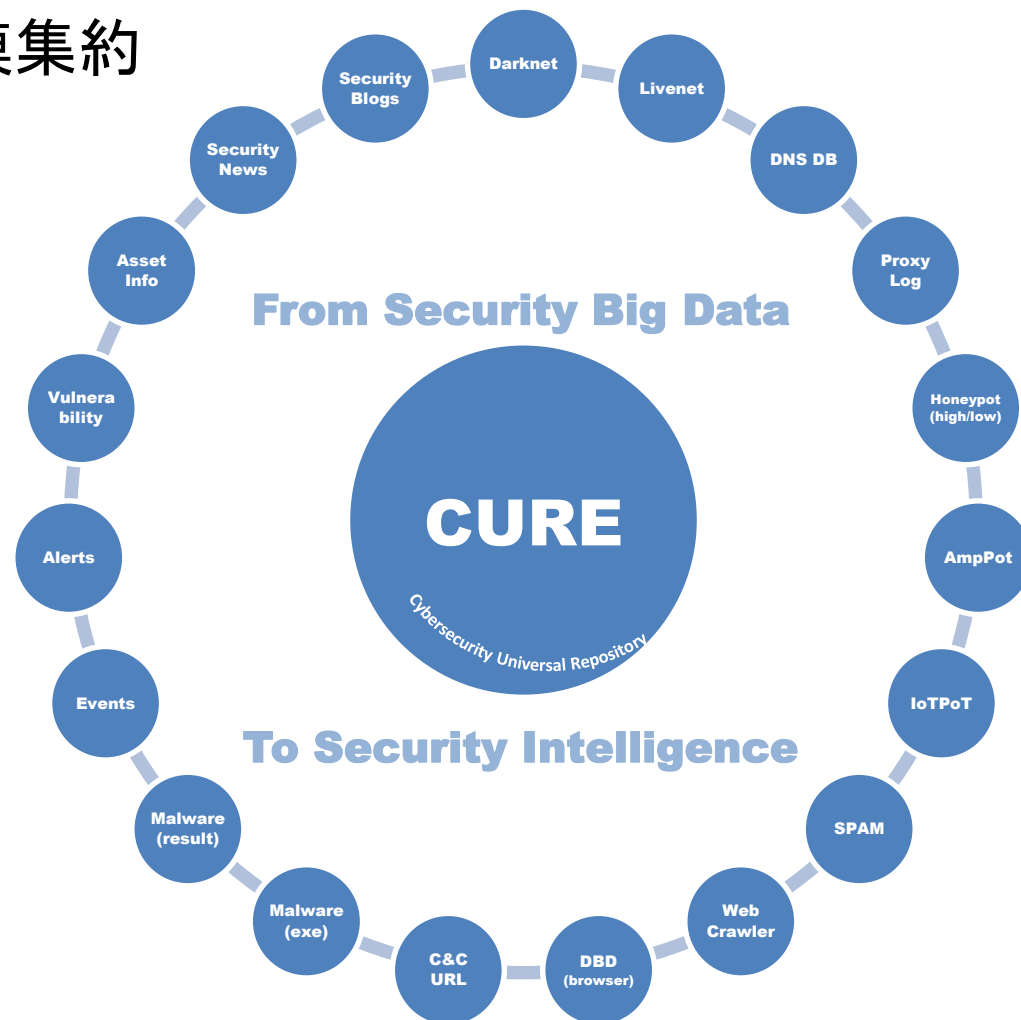 集約
Darknet
Livenet
DNS DB
Proxy
Log
Honeypot
(high/low)
AmpPot
IoTPoT
SPAM
Web
Crawler
DBD
(browser)
C&C
URL
Malware
(exe)
Malware
(result)
Events
Alerts
Vulnera
bility
Asset
Info
Security
News
Security
Blogs
From Security Big Data
CURE
Cybersecurity Universal Repository
To Security Intelligence